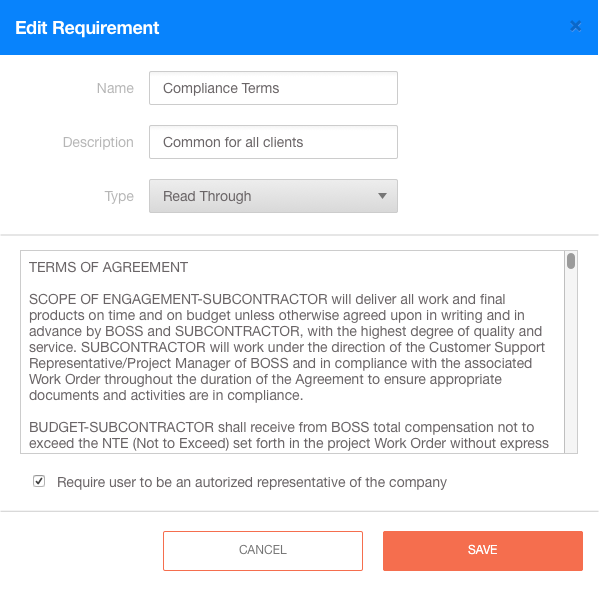 Edit Requirement
×
Name
Compliance Terms
Description
Common for all clients
Type
Read Through
TERMS OF AGREEMENT
SCOPE OF ENGAGEMENT-SUBCONTRACTOR will deliver all work and final
products on time and on budget unless otherwise agreed upon in writing and in
advance by BOSS and SUBCONTRACTOR, with the highest degree of quality and
service. SUBCONTRACTOR will work under the direction of the Customer Support
Representative/Project Manager of BOSS and in compliance with the associated
Work Order throughout the duration of the Agreement to ensure appropriate
documents and activities are in compliance.
BUDGET-SUBCONTRACTOR shall receive from BOSS total compensation not to
exceed the NTE (Not to Exceed) set forth in the project Work Order without express
Require user to be an autorized representative of the company
CANCEL
SAVE